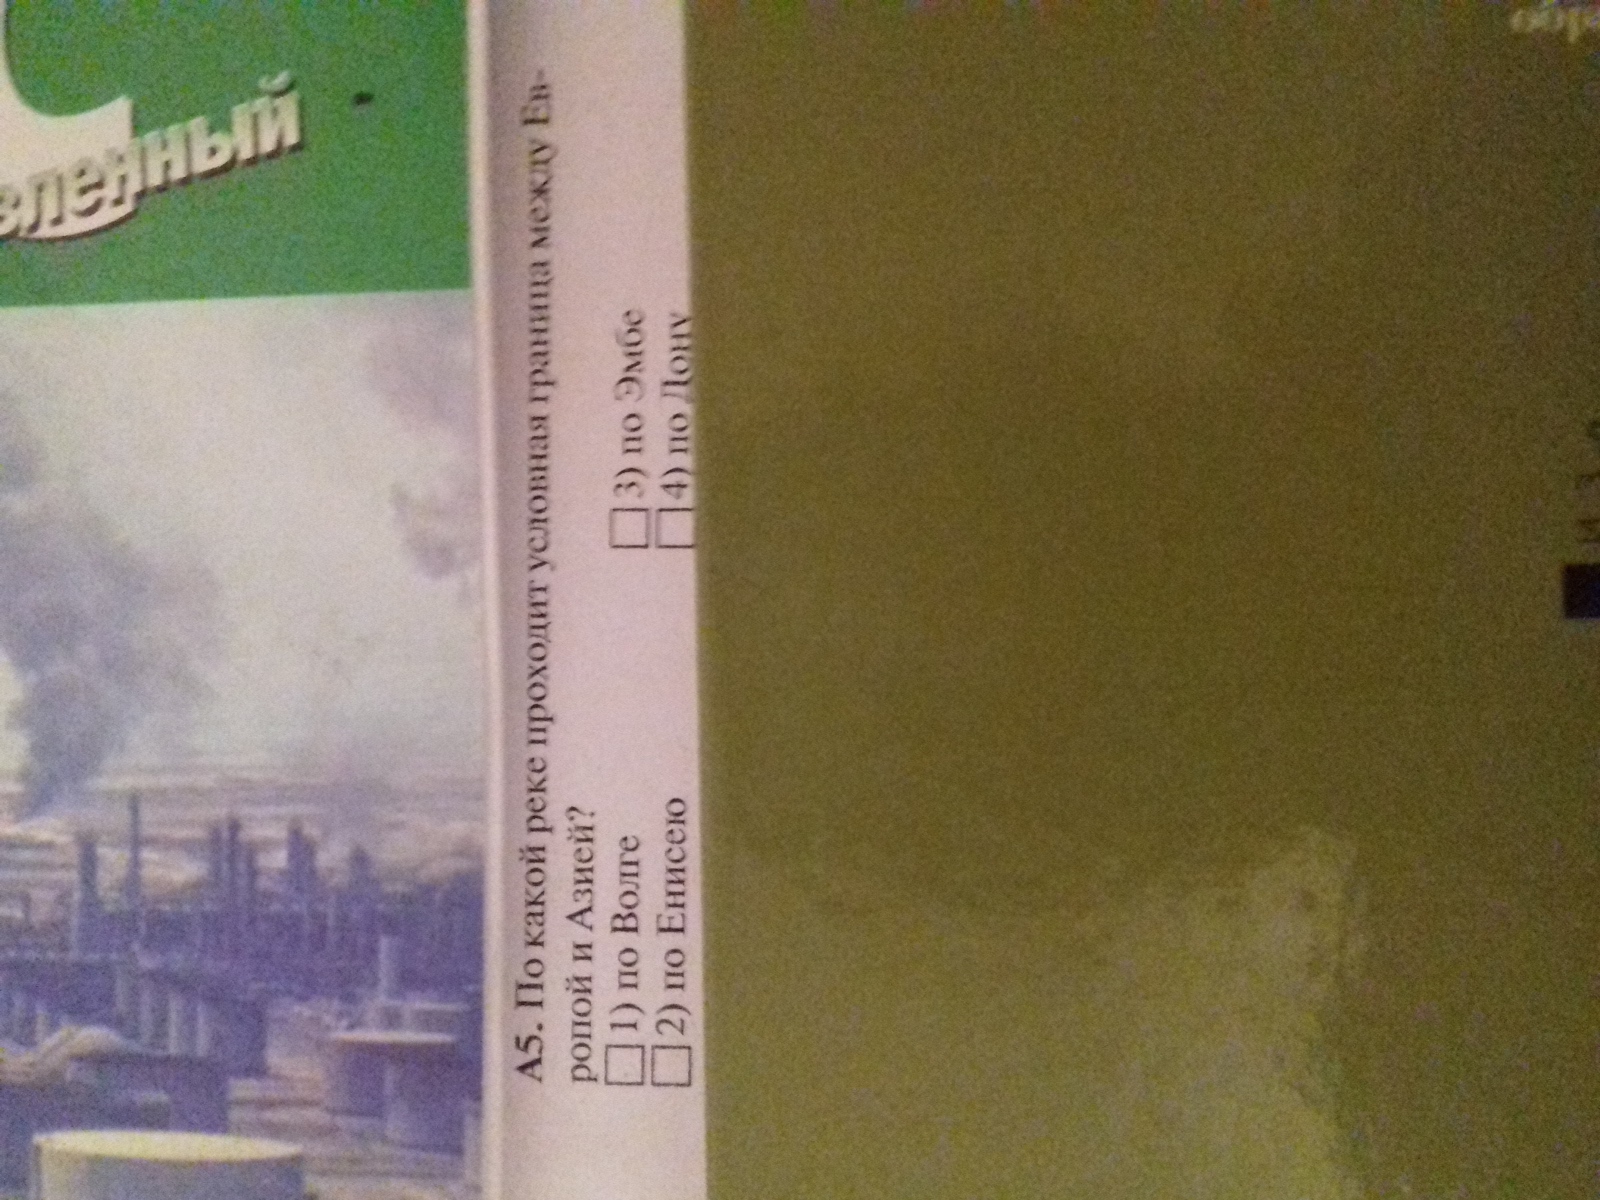 А5. По какой реке проходит условная граница между Ев-
ропой и Азией?
1) по Волге
2) по Енисею
3) по Эмбе
4) по Дону